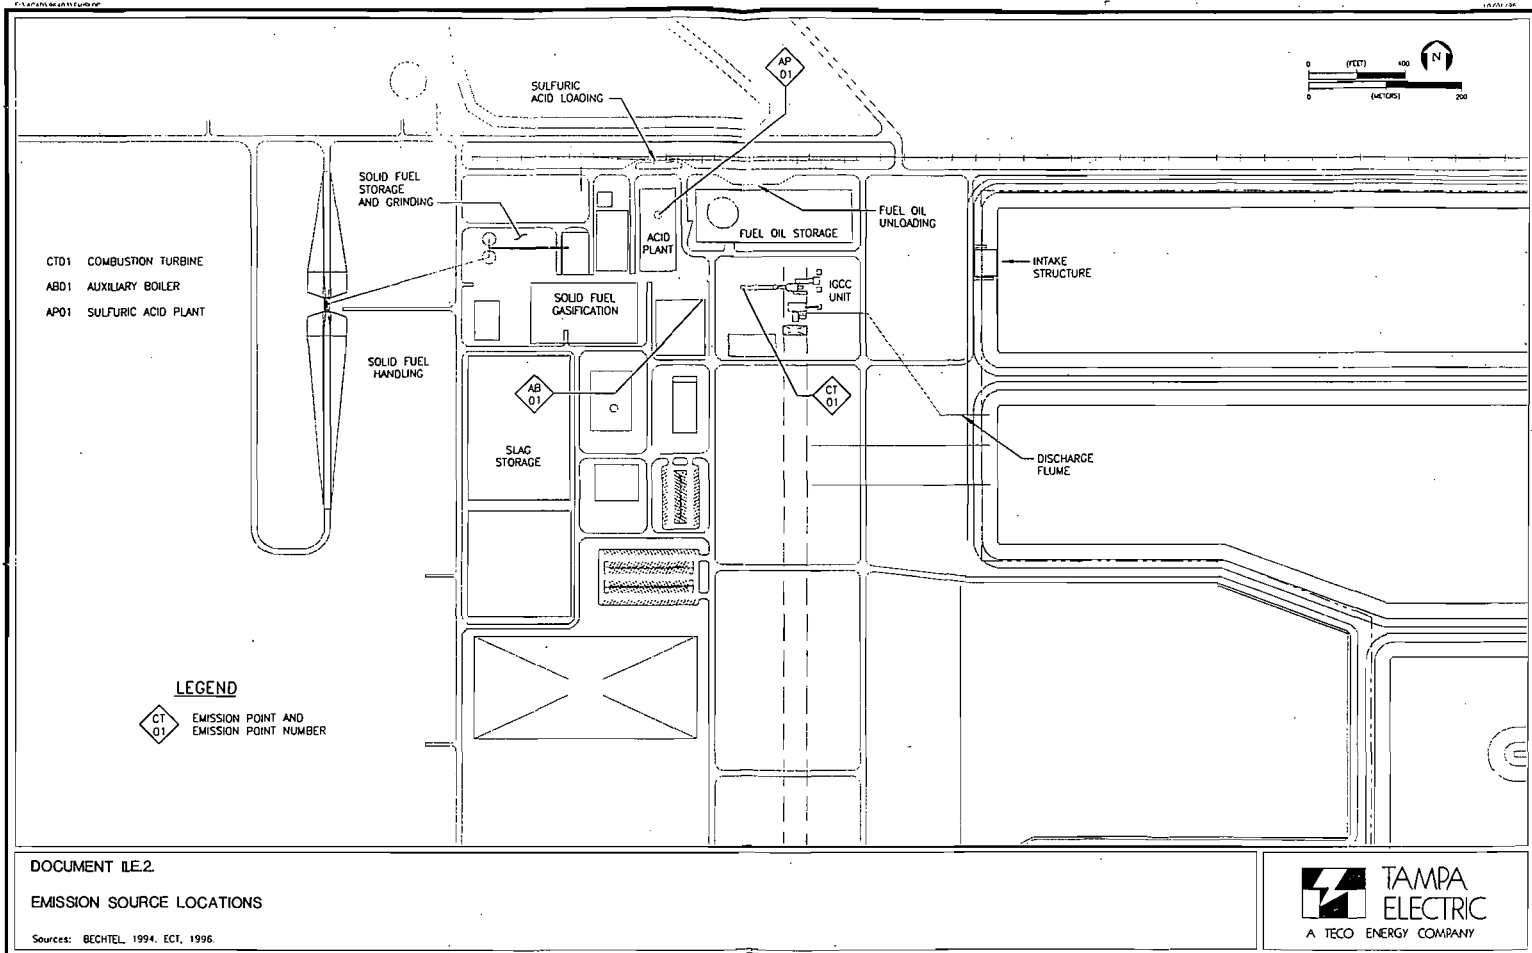 10/01/96
AP
01
0 (FEET) 400
N
0 (METERS) 200
SULFURIC
ACID LOADING
SOLID FUEL
STORAGE
AND GRINDING
ACID
PLANT
FUEL OIL STORAGE
FUEL OIL
UNLOADING
INTAKE
STRUCTURE
CT01 COMBUSTION TURBINE
AB01 AUXILIARY BOILER
AP01 SULFURIC ACID PLANT
SOLID FUEL
GASIFICATION
IGCC
UNIT
SOLID FUEL
HANDLING
AB
01
CT
01
SLAG
STORAGE
DISCHARGE
FLUME
LEGEND
CT
01
EMISSION POINT AND
EMISSION POINT NUMBER
DOCUMENT II.E.2.
EMISSION SOURCE LOCATIONS
Sources: BECHTEL, 1994. ECT, 1996.
TAMPA
ELECTRIC
A TECO ENERGY COMPANY